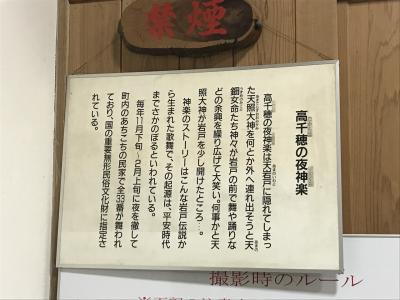 禁煙
高千穂の夜神楽
高千穂の夜神楽は天岩戸に隠れてしまっ
た天照大神を何とか外へ連れ出そうと天
鈿女命たち神々が岩戸の前で舞や踊りな
どの余興を繰り広げて大笑い。何事かと天
照大神が岩戸を少し開けたところ…。
神楽のストーリーはこんな岩戸伝説か
ら生まれた歌舞で、その起源は、平安時代
までさかのぼるといわれている。
毎年11月下旬〜2月上旬に夜を徹して
町内のあちこちの民家で全33番が舞われ
ており、国の重要無形民俗文化財に指定さ
れている。
撮影時のルール